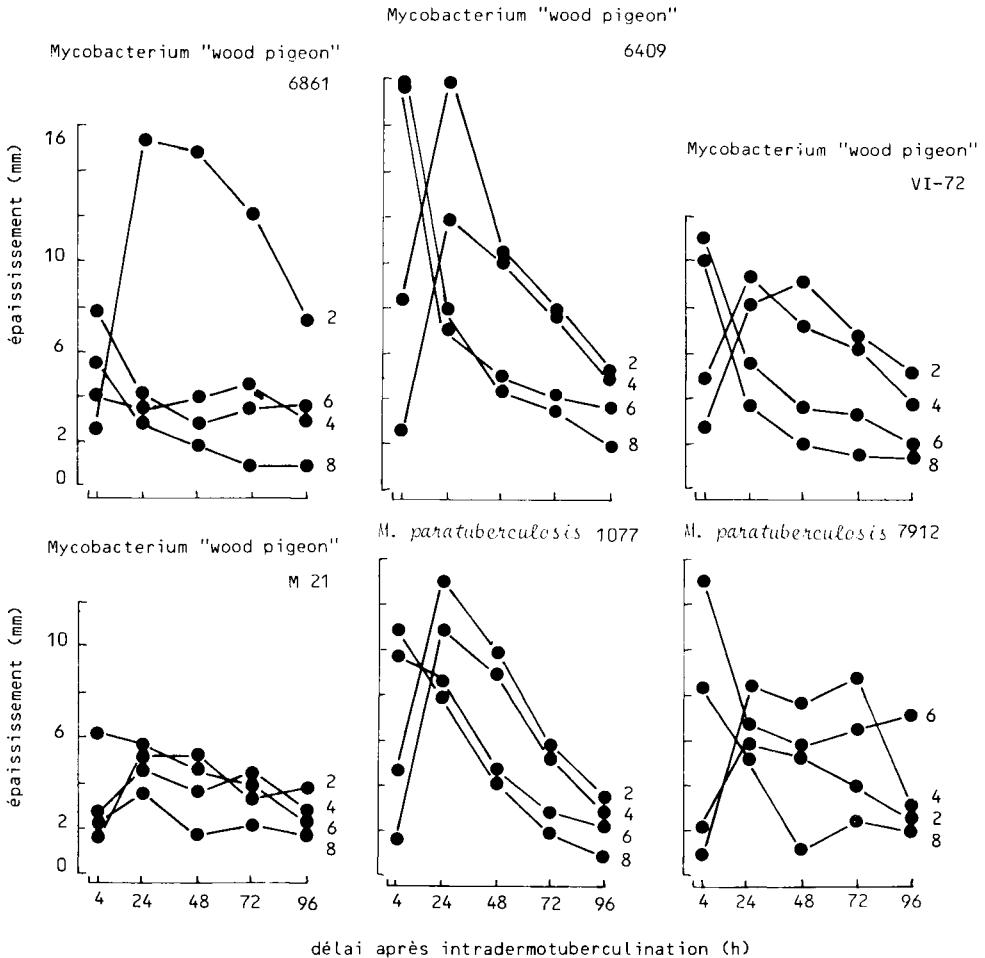 Mycobacterium "wood pigeon"
6409
Mycobacterium "wood pigeon"
6861
Mycobacterium "wood pigeon"
VI-72
épaississement (mm)
16
10
6
2
0
2
6
4
8
2
4
6
8
2
4
6
8
Mycobacterium "wood pigeon"
M 21
M. paratuberculosis 1077
M. paratuberculosis 7912
épaississement (mm)
10
6
2
0
2
4
6
8
2
4
6
8
6
4
2
8
4 24 48 72 96
4 24 48 72 96
4 24 48 72 96
délai après intradermotuberculination (h)